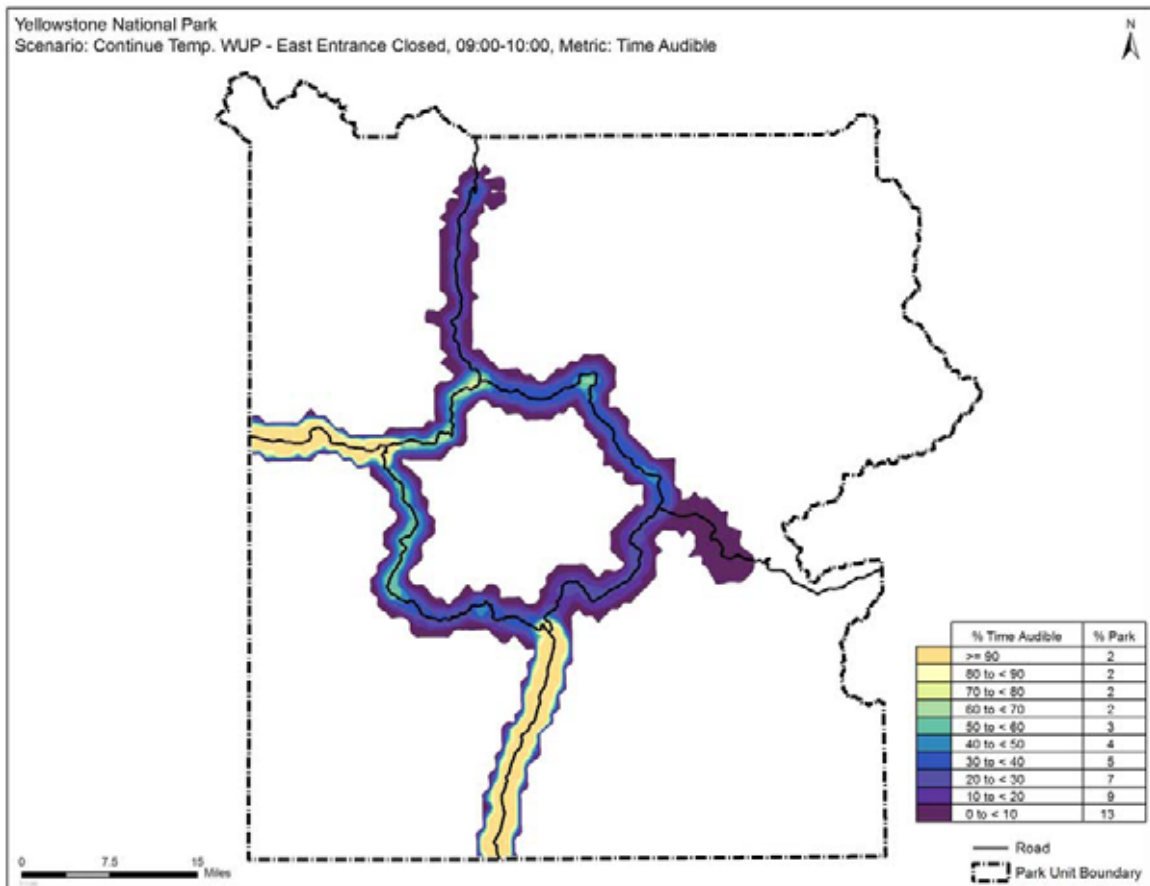 Yellowstone National Park
Scenario: Continue Temp. WUP - East Entrance Closed, 09:00-10:00, Metric: Time Audible
N
% Time Audible % Park
>= 90 2
80 to < 90 2
70 to < 80 2
60 to < 70 2
50 to < 60 3
40 to < 50 4
30 to < 40 5
20 to < 30 7
10 to < 20 9
0 to < 10 13
Road
Park Unit Boundary
0 7.5 15
Miles